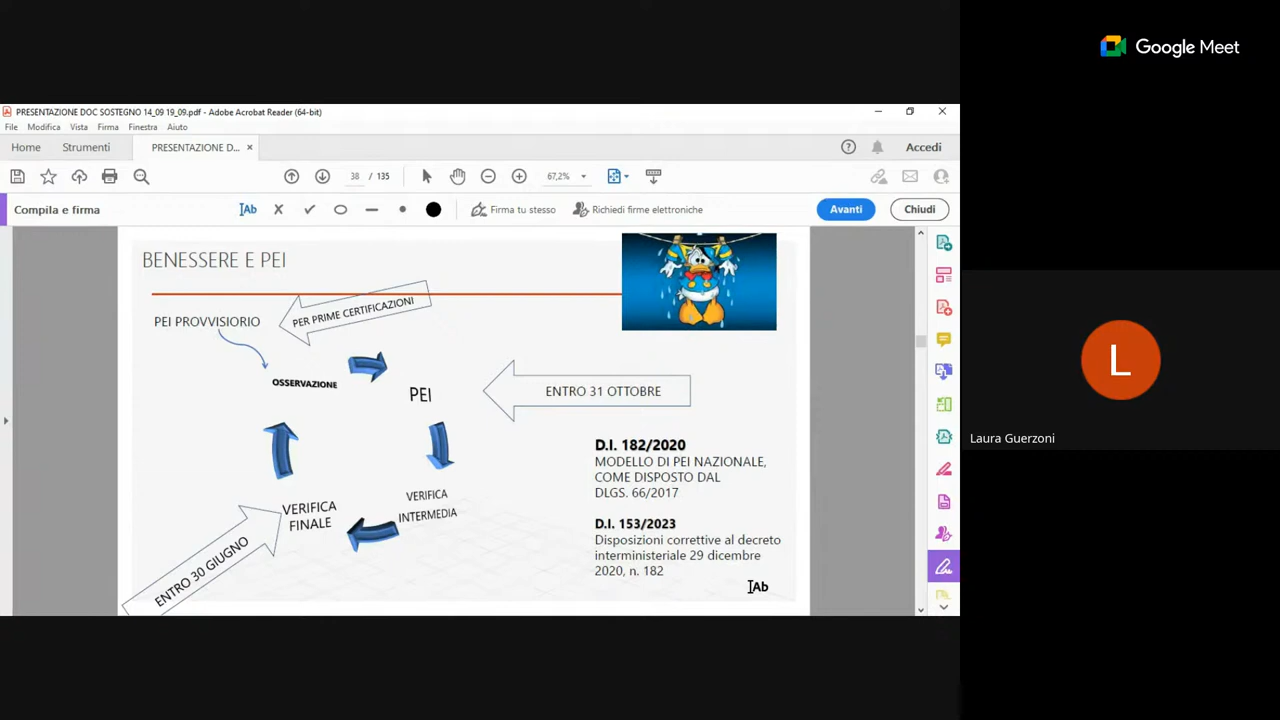 Google Meet
PRESENTAZIONE DOC SOSTEGNO 14_09 19_09.pdf - Adobe Acrobat Reader (64-bit)
File Modifica Vista Firma Finestra Aiuto
Home Strumenti PRESENTAZIONE D... Accedi
38 / 135 67,2%
Compila e firma Ab Firma tu stesso Richiedi firme elettroniche Avanti Chiudi
BENESSERE E PEI
PER PRIME CERTIFICAZIONI
PEI PROVVISIORIO
OSSERVAZIONE
PEI
ENTRO 31 OTTOBRE
D.I. 182/2020
MODELLO DI PEI NAZIONALE,
COME DISPOSTO DAL
DLGS. 66/2017
VERIFICA
INTERMEDIA
VERIFICA
FINALE
ENTRO 30 GIUGNO
D.I. 153/2023
Disposizioni correttive al decreto
interministeriale 29 dicembre
2020, n. 182
Ab
L
Laura Guerzoni